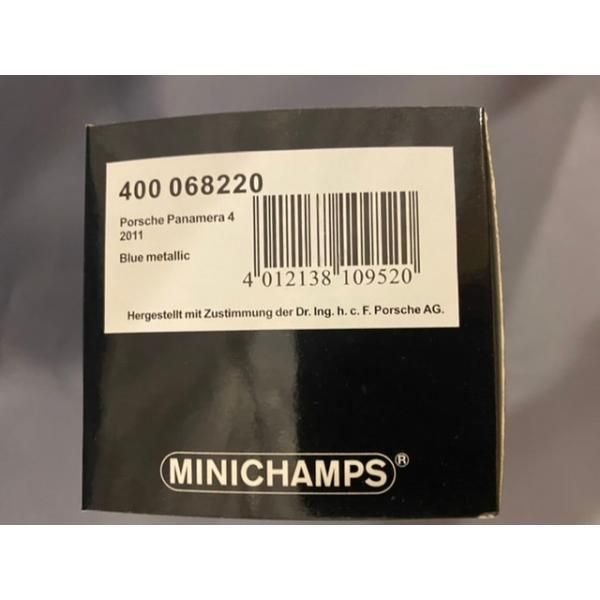 400 068220
Porsche Panamera 4
2011
Blue metallic
4 012138 109520
Hergestellt mit Zustimmung der Dr. Ing. h. c. F. Porsche AG.
MINICHAMPS®